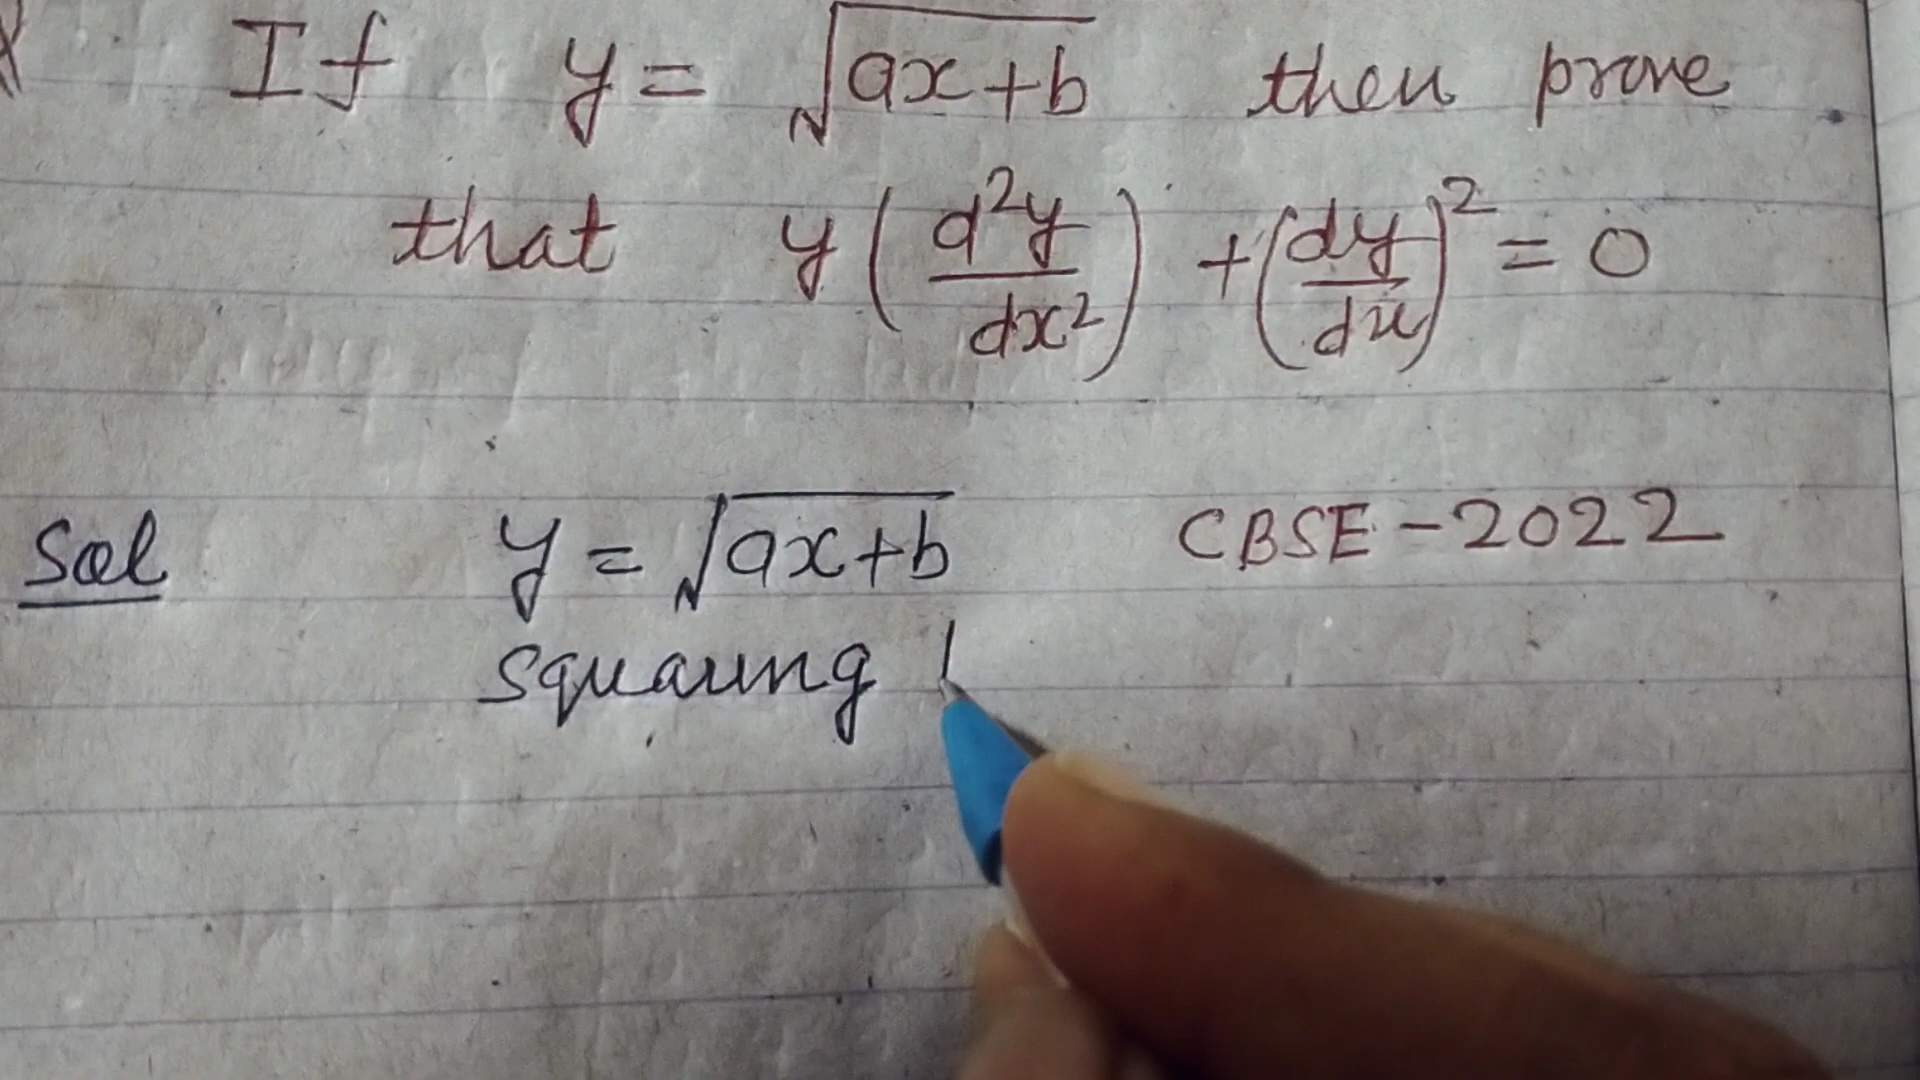 If y = √(ax+b) then prove
that y(d²y/dx²) + (dy/dx)² = 0
Sol y = √(ax+b) CBSE-2022
squaring